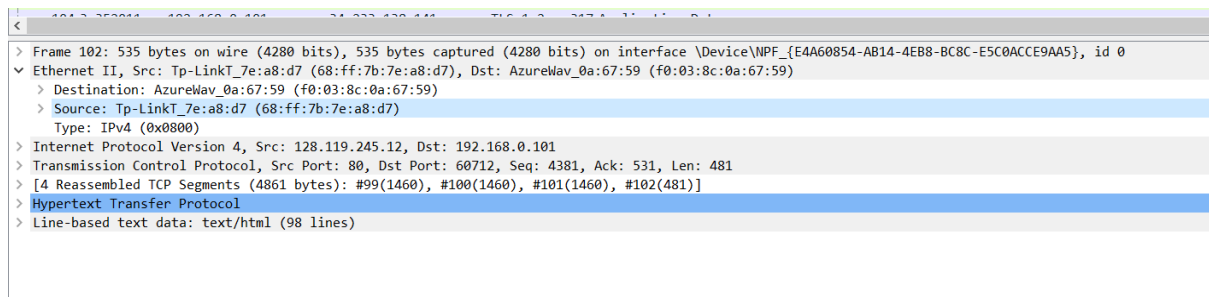 Frame 102: 535 bytes on wire (4280 bits), 535 bytes captured (4280 bits) on interface \Device\NPF_{E4A60854-AB14-4EB8-BC8C-E5C0ACCE9AA5}, id 0
Ethernet II, Src: Tp-LinkT_7e:a8:d7 (68:ff:7b:7e:a8:d7), Dst: AzureWav_0a:67:59 (f0:03:8c:0a:67:59)
Destination: AzureWav_0a:67:59 (f0:03:8c:0a:67:59)
Source: Tp-LinkT_7e:a8:d7 (68:ff:7b:7e:a8:d7)
Type: IPv4 (0x0800)
Internet Protocol Version 4, Src: 128.119.245.12, Dst: 192.168.0.101
Transmission Control Protocol, Src Port: 80, Dst Port: 60712, Seq: 4381, Ack: 531, Len: 481
[4 Reassembled TCP Segments (4861 bytes): #99(1460), #100(1460), #101(1460), #102(481)]
Hypertext Transfer Protocol
Line-based text data: text/html (98 lines)